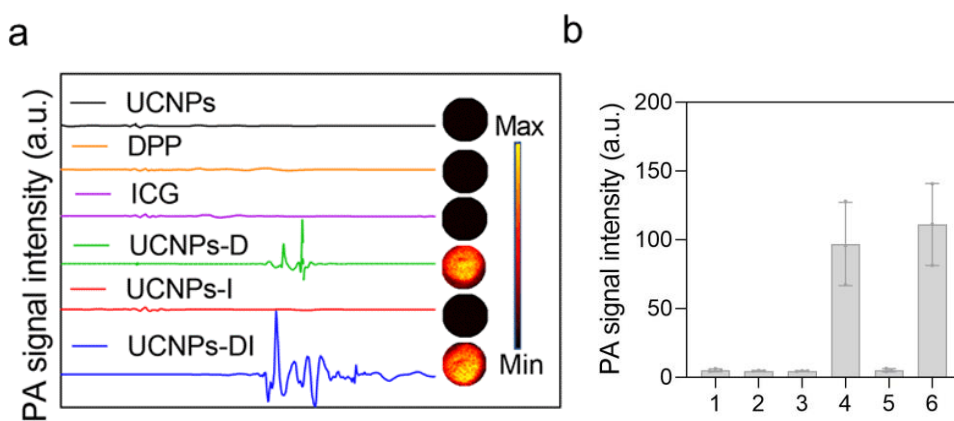 a
PA signal intensity (a.u.)
UCNPs
DPP
ICG
UCNPs-D
UCNPs-I
UCNPs-DI
Max
Min
b
PA signal intensity (a.u.)
200
150
100
50
0
1 2 3 4 5 6